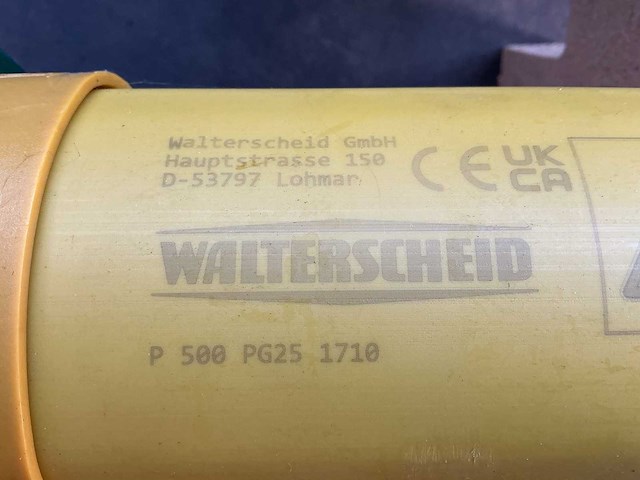 Walterscheid GmbH
Hauptstrasse 150
D-53797 Lohmar
CE UK
CA
WALTERSCHEID
P 500 PG25 1710